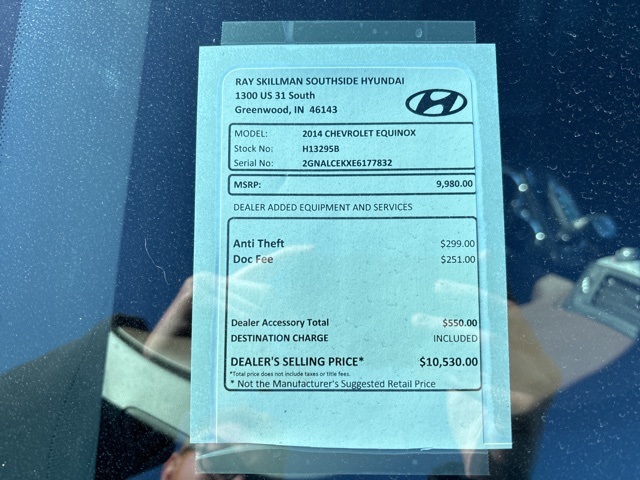 RAY SKILLMAN SOUTHSIDE HYUNDAI
1300 US 31 South
Greenwood, IN 46143
MODEL: 2014 CHEVROLET EQUINOX
Stock No: H13295B
Serial No: 2GNALCEKXE6177832
MSRP: 9,980.00
DEALER ADDED EQUIPMENT AND SERVICES
Anti Theft $299.00
Doc Fee $251.00
Dealer Accessory Total $550.00
DESTINATION CHARGE INCLUDED
DEALER'S SELLING PRICE* $10,530.00
*Total price does not include taxes or title fees.
* Not the Manufacturer's Suggested Retail Price